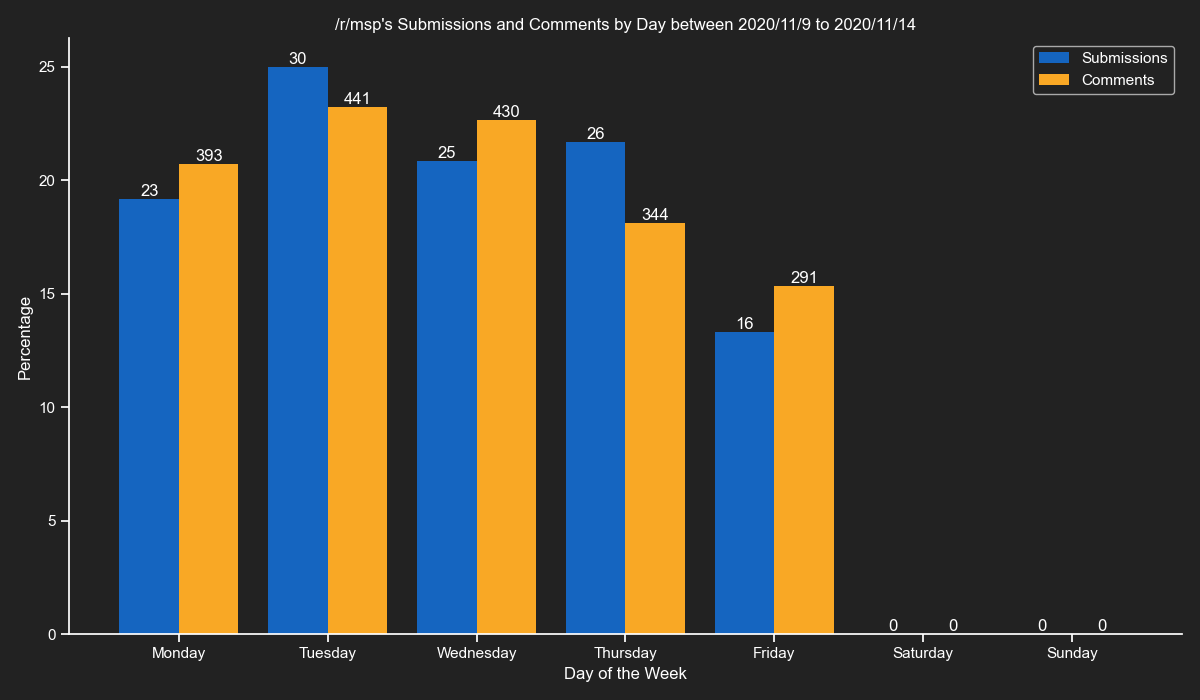 /r/msp's Submissions and Comments by Day between 2020/11/9 to 2020/11/14
Submissions
Comments
Percentage
25
20
15
10
5
0
23
393
30
441
25
430
26
344
16
291
0
0
0
0
Monday
Tuesday
Wednesday
Thursday
Friday
Saturday
Sunday
Day of the Week